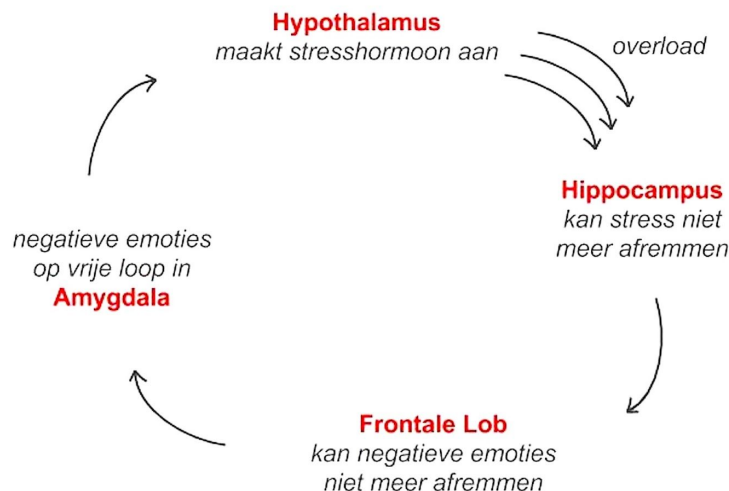 Hypothalamus
maakt stresshormoon aan
overload
Hippocampus
kan stress niet
meer afremmen
Frontale Lob
kan negatieve emoties
niet meer afremmen
negatieve emoties
op vrije loop in
Amygdala